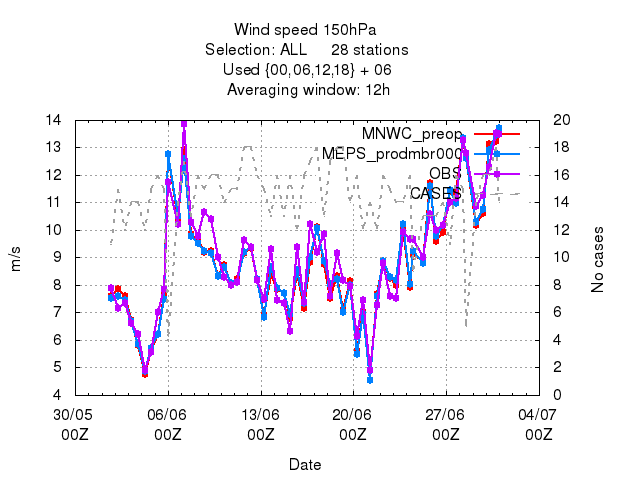 Wind speed 150hPa
Selection: ALL 28 stations
Used {00,06,12,18} + 06
Averaging window: 12h
14 20
13 18
12 16
11 14
10 12
9 10
8 8
7 6
6 4
5 2
4 0
MNWC_preop
MEPS_prodmbr000
OBS
CASES
m/s
No cases
30/05 06/06 13/06 20/06 27/06 04/07
00Z 00Z 00Z 00Z 00Z 00Z
Date